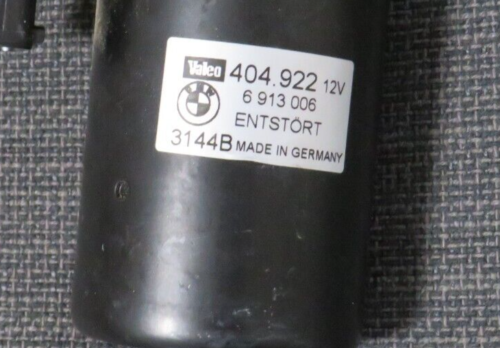 Valeo 404.922 12V
6 913 006
ENTSTÖRT
3144B MADE IN GERMANY